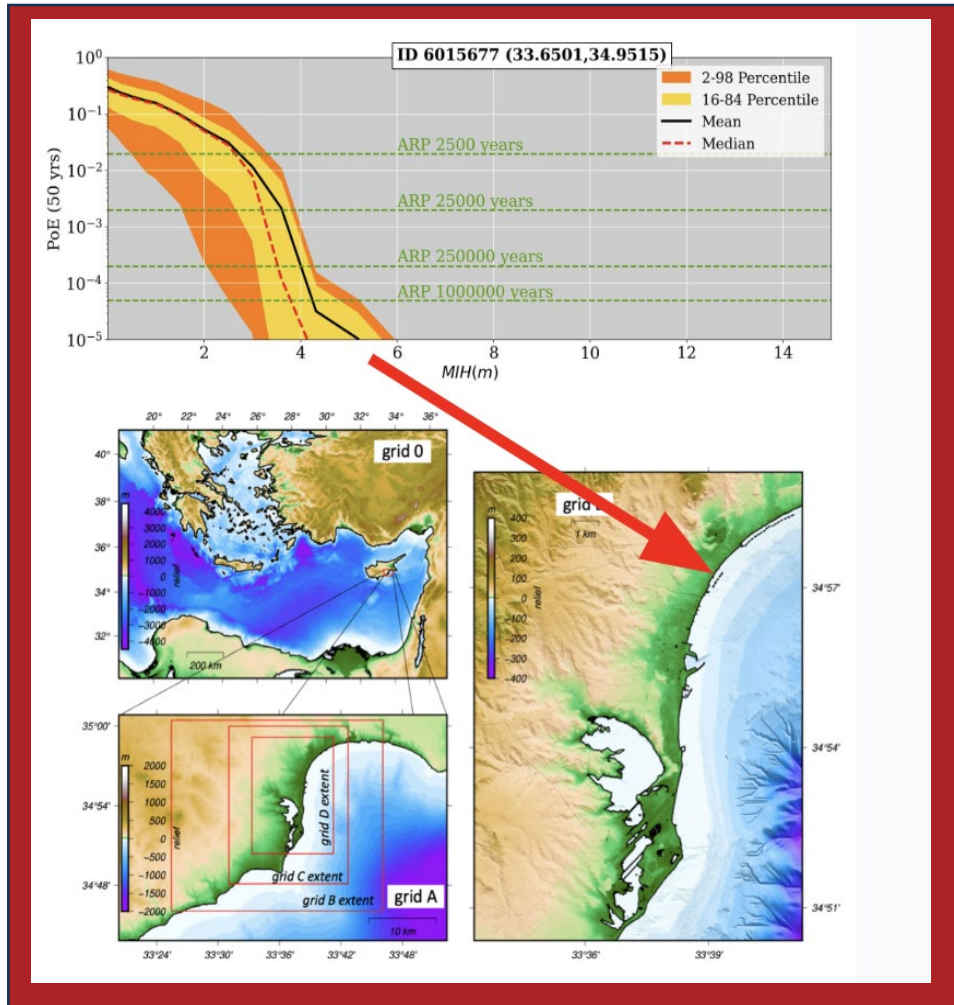 ID 6015677 (33.6501,34.9515)
2-98 Percentile
16-84 Percentile
Mean
Median
ARP 2500 years
ARP 25000 years
ARP 250000 years
ARP 1000000 years
PoE (50 yrs)
10⁰
10⁻¹
10⁻²
10⁻³
10⁻⁴
10⁻⁵
2 4 6 8 10 12 14
MIH(m)
20° 22° 24° 26° 28° 30° 32° 34° 36°
grid 0
40°
38°
36°
34°
32°
m
4000
3000
2000
1000
0
−1000
−2000
−3000
−4000
relief
200 km
grid
1 km
m
400
300
200
100
0
−100
−200
−300
−400
relief
34°57'
34°54'
34°51'
33°36' 33°39'
35°00'
34°54'
34°48'
m
2000
1500
1000
500
0
−500
−1000
−1500
−2000
relief
grid D extent
grid C extent
grid B extent
grid A
10 km
33°24' 33°30' 33°36' 33°42' 33°48'